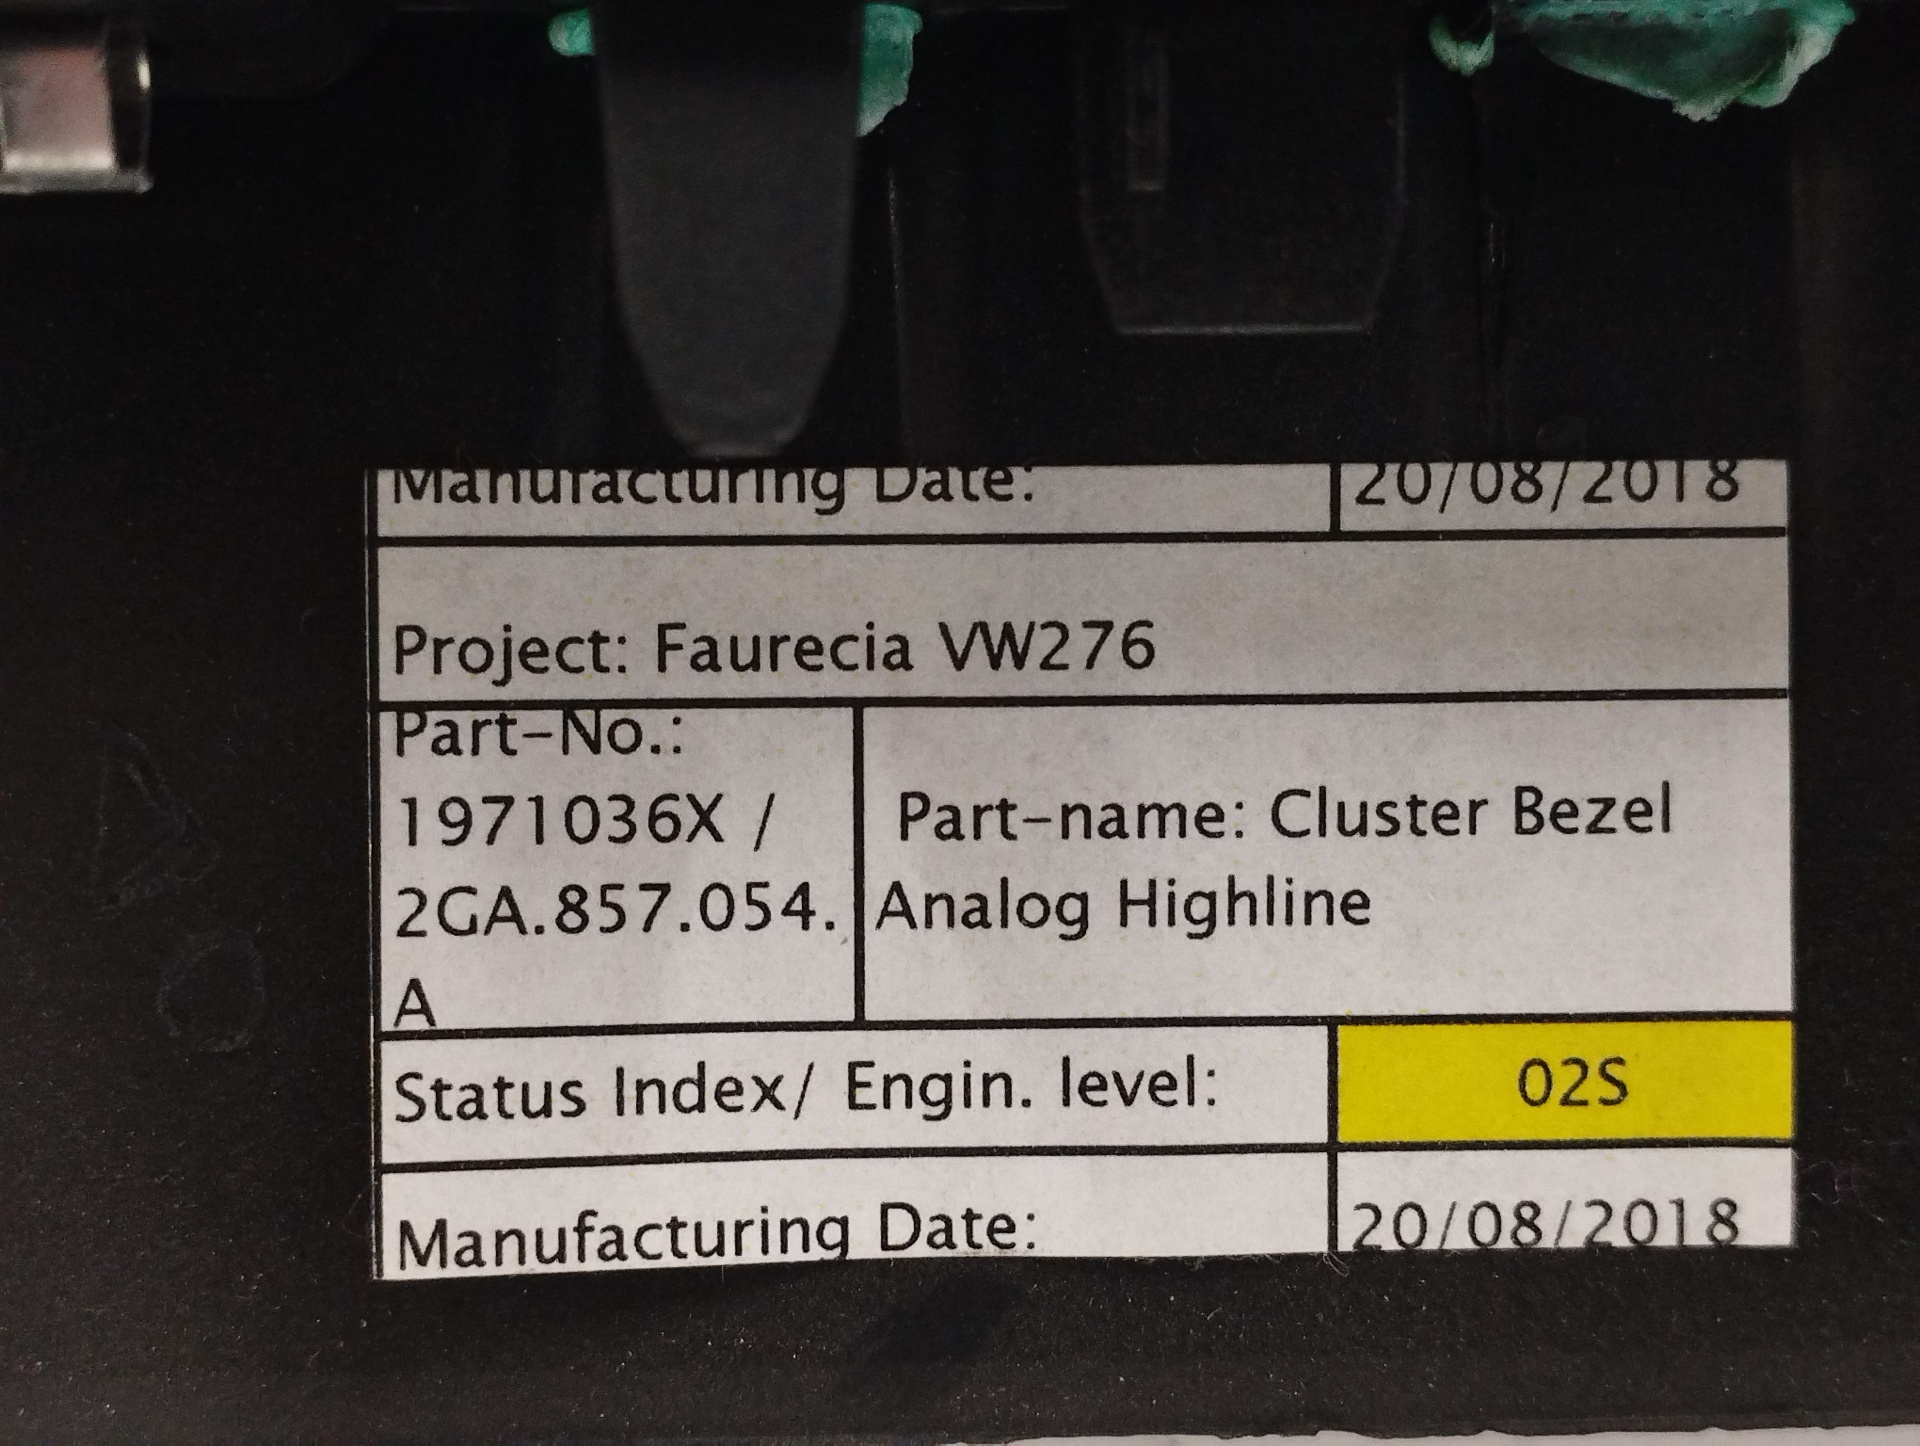 Manufacturing Date: 20/08/2018
Project: Faurecia VW276
Part-No.:
1971036X /
2GA.857.054.
A
Part-name: Cluster Bezel
Analog Highline
Status Index/ Engin. level: 02S
Manufacturing Date: 20/08/2018